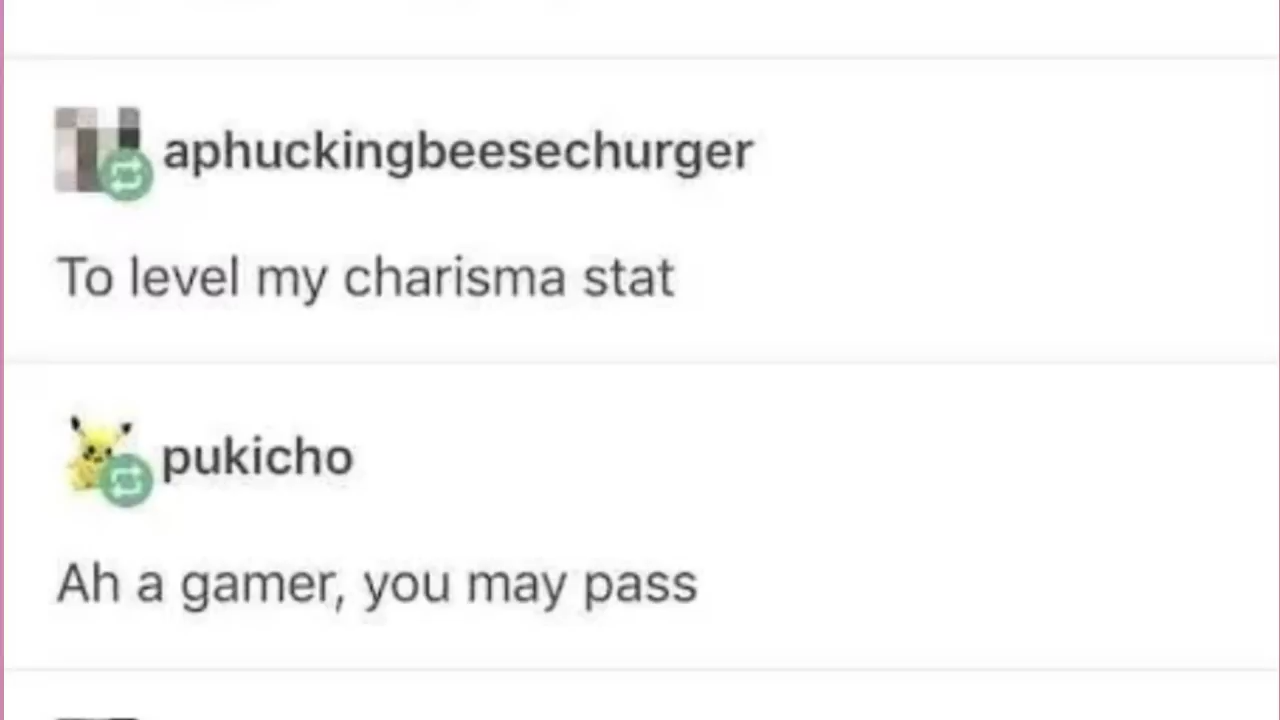 aphuckingbeesechurger
To level my charisma stat
pukicho
Ah a gamer, you may pass